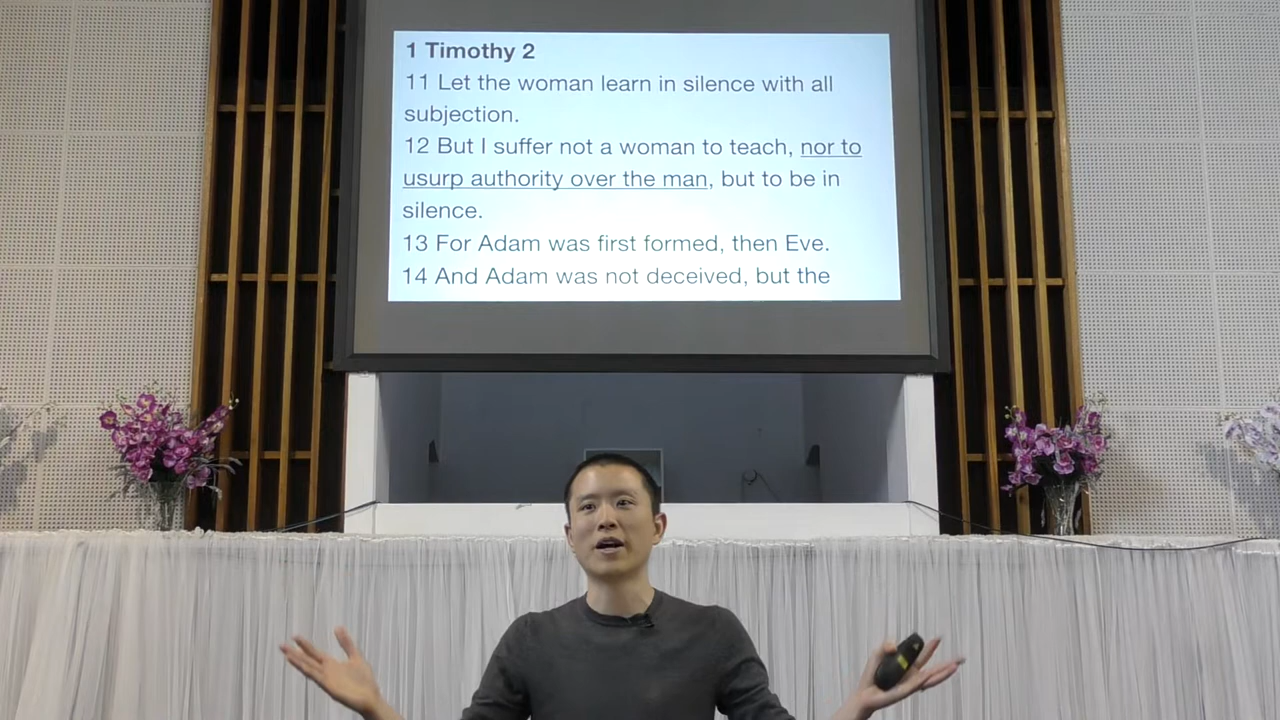 1 Timothy 2
11 Let the woman learn in silence with all
subjection.
12 But I suffer not a woman to teach, nor to
usurp authority over the man, but to be in
silence.
13 For Adam was first formed, then Eve.
14 And Adam was not deceived, but the